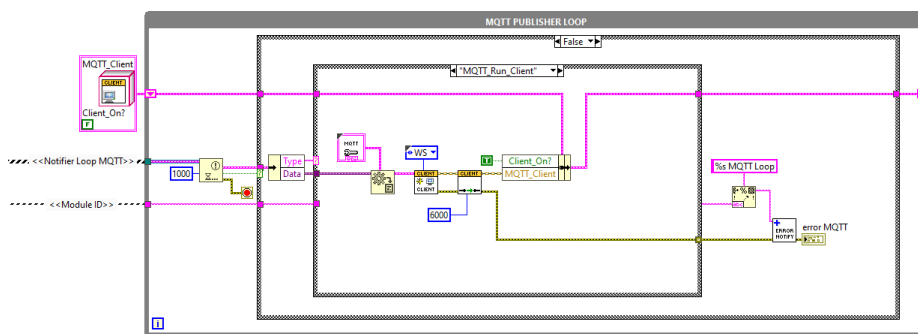 MQTT PUBLISHER LOOP
False
MQTT_Client
CLIENT
Client_On?
F
"MQTT_Run_Client"
<<Notifier Loop MQTT>>
1000
Type
Data
MQTT
WS
CLIENT
CLIENT
CLIENT
T
Client_On?
MQTT_Client
6000
<<Module ID>>
%s MQTT Loop
ERROR
NOTIFY
error MQTT
i